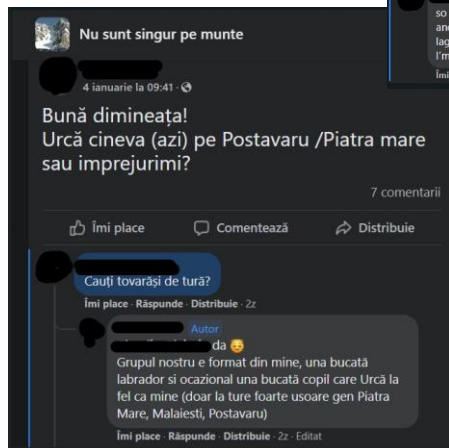 Nu sunt singur pe munte
4 ianuarie la 09:41 ·
Bună dimineața!
Urcă cineva (azi) pe Postavaru /Piatra mare
sau imprejurimi?
7 comentarii
Îmi place Comentează Distribuie
Cauți tovarăși de tură?
Îmi place · Răspunde · Distribuie · 2z
Autor
da 😔
Grupul nostru e format din mine, una bucată
labrador si ocazional una bucată copil care Urcă la
fel ca mine (doar la ture foarte usoare gen Piatra
Mare, Malaiesti, Postavaru)
Îmi place · Răspunde · Distribuie · 2z · Editat
so
I'm